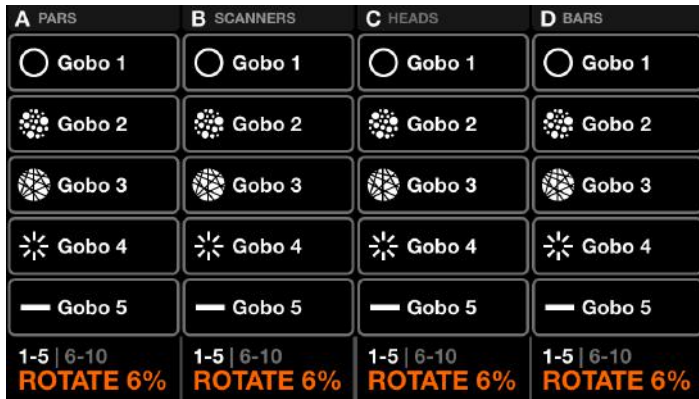 A PARS
B SCANNERS
C HEADS
D BARS
Gobo 1
Gobo 1
Gobo 1
Gobo 1
Gobo 2
Gobo 2
Gobo 2
Gobo 2
Gobo 3
Gobo 3
Gobo 3
Gobo 3
Gobo 4
Gobo 4
Gobo 4
Gobo 4
Gobo 5
Gobo 5
Gobo 5
Gobo 5
1-5 | 6-10
1-5 | 6-10
1-5 | 6-10
1-5 | 6-10
ROTATE 6%
ROTATE 6%
ROTATE 6%
ROTATE 6%